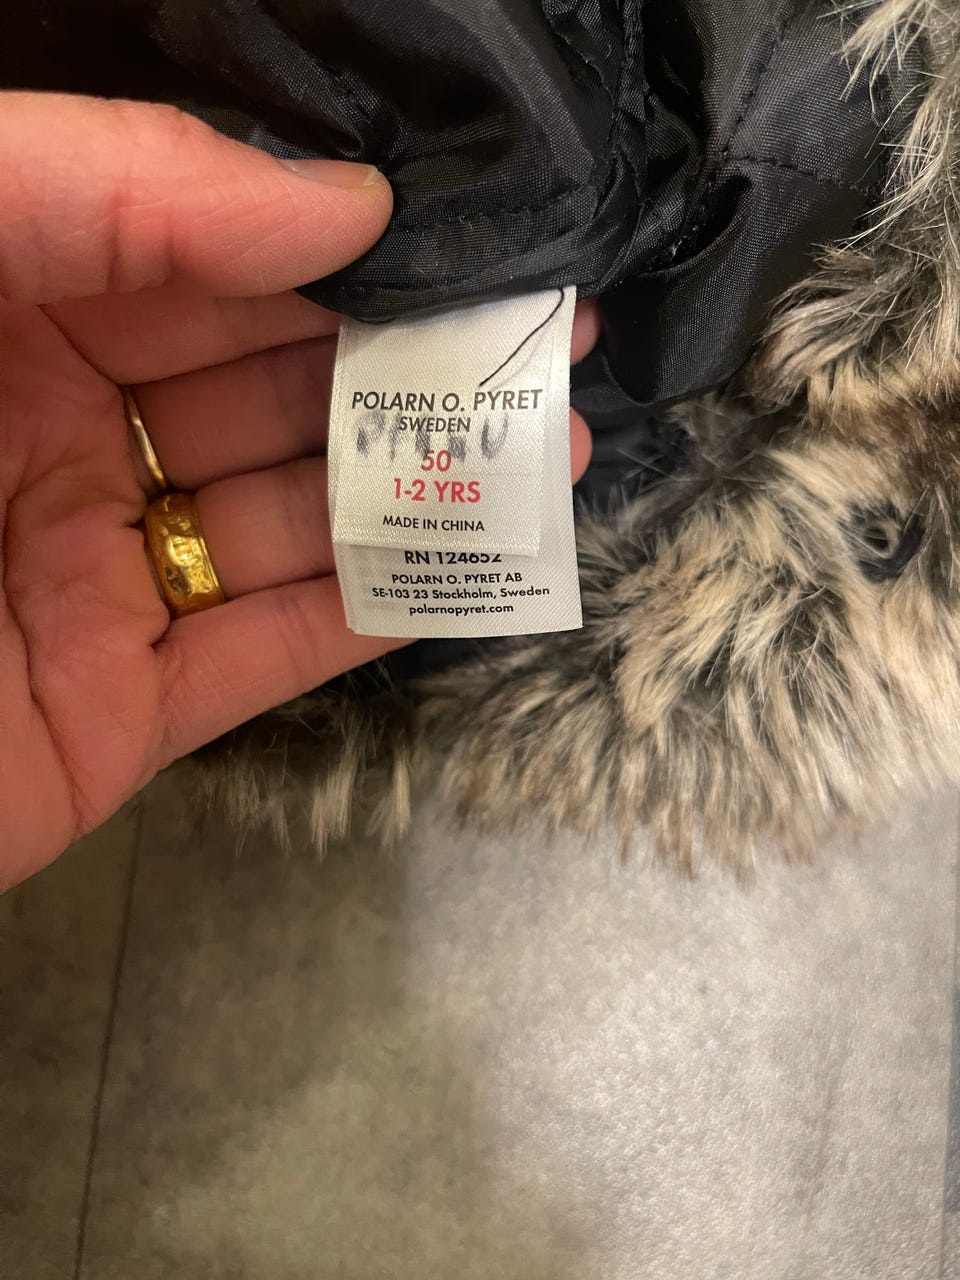 POLARN O. PYRET
SWEDEN
50
1-2 YRS
MADE IN CHINA
RN 124652
POLARN O. PYRET AB
SE-103 23 Stockholm, Sweden
polarnopyret.com